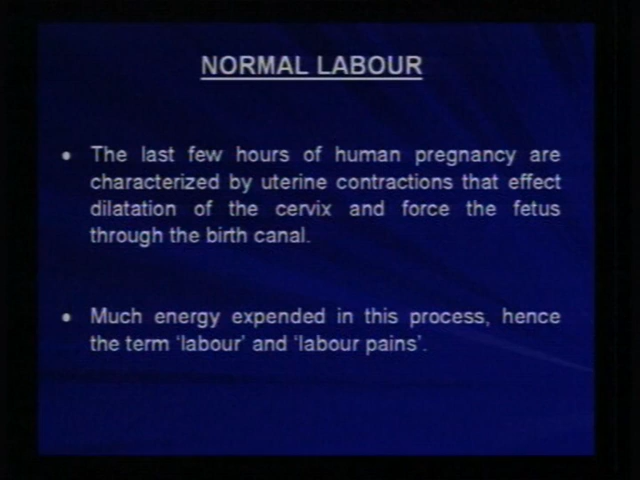 NORMAL LABOUR
• The last few hours of human pregnancy are
characterized by uterine contractions that effect
dilatation of the cervix and force the fetus
through the birth canal.
• Much energy expended in this process, hence
the term ‘labour’ and ‘labour pains’.